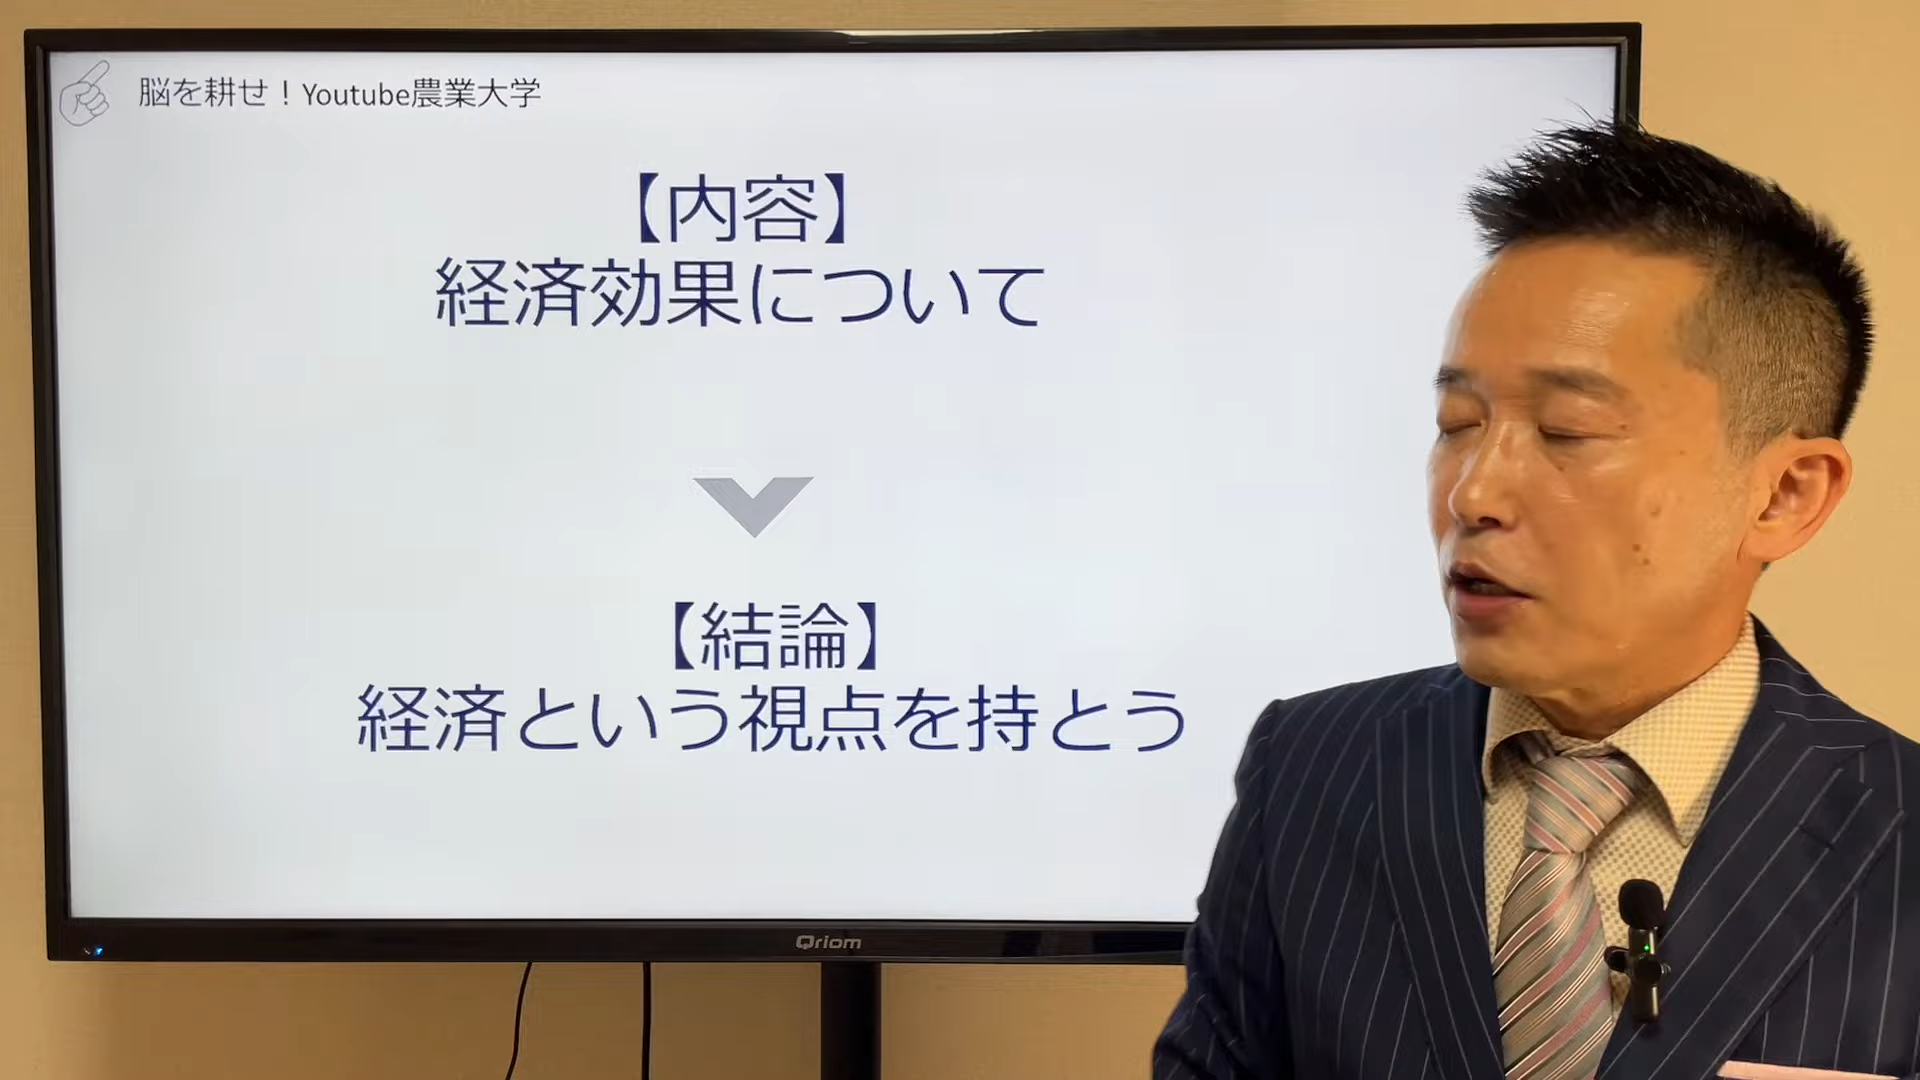 脳を耕せ！Youtube農業大学
【内容】
経済効果について
【結論】
経済という視点を持とう
Qriom